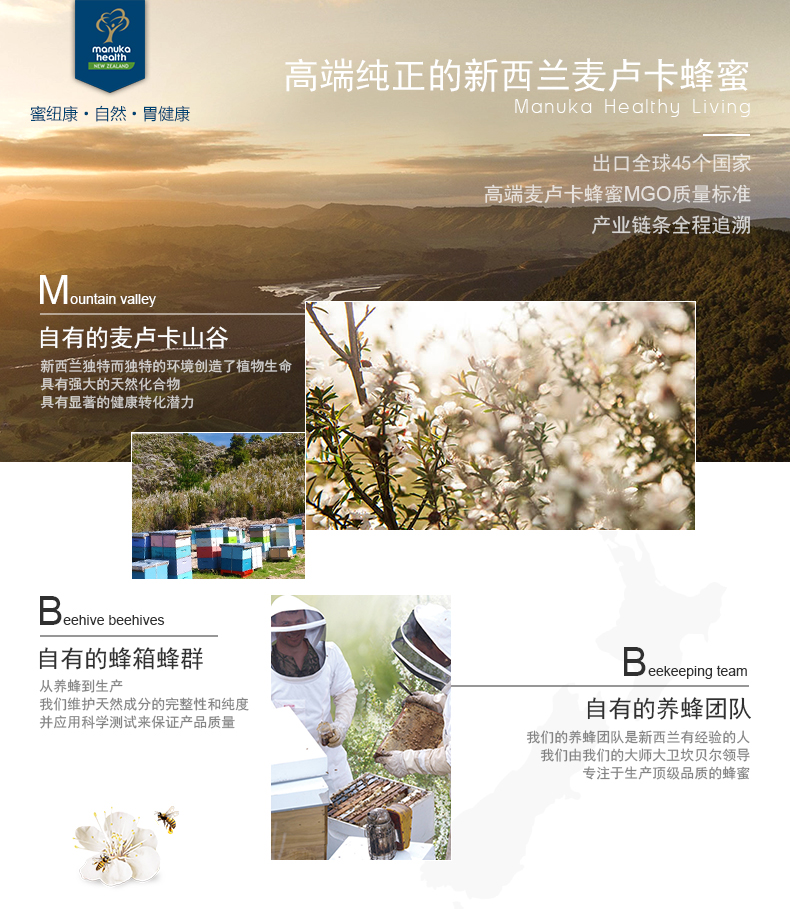 manuka
health
NEW ZEALAND
蜜纽康·自然·胃健康
高端纯正的新西兰麦卢卡蜂蜜
Manuka Healthy Living
出口全球45个国家
高端麦卢卡蜂蜜MGO质量标准
产业链条全程追溯
Mountain valley
自有的麦卢卡山谷
新西兰独特而独特的环境创造了植物生命
具有强大的天然化合物
具有显著的健康转化潜力
Beehive beehives
自有的蜂箱蜂群
从养蜂到生产
我们维护天然成分的完整性和纯度
并应用科学测试来保证产品质量
Beekeeping team
自有的养蜂团队
我们的养蜂团队是新西兰有经验的人
我们由我们的大师大卫坎贝尔领导
专注于生产顶级品质的蜂蜜